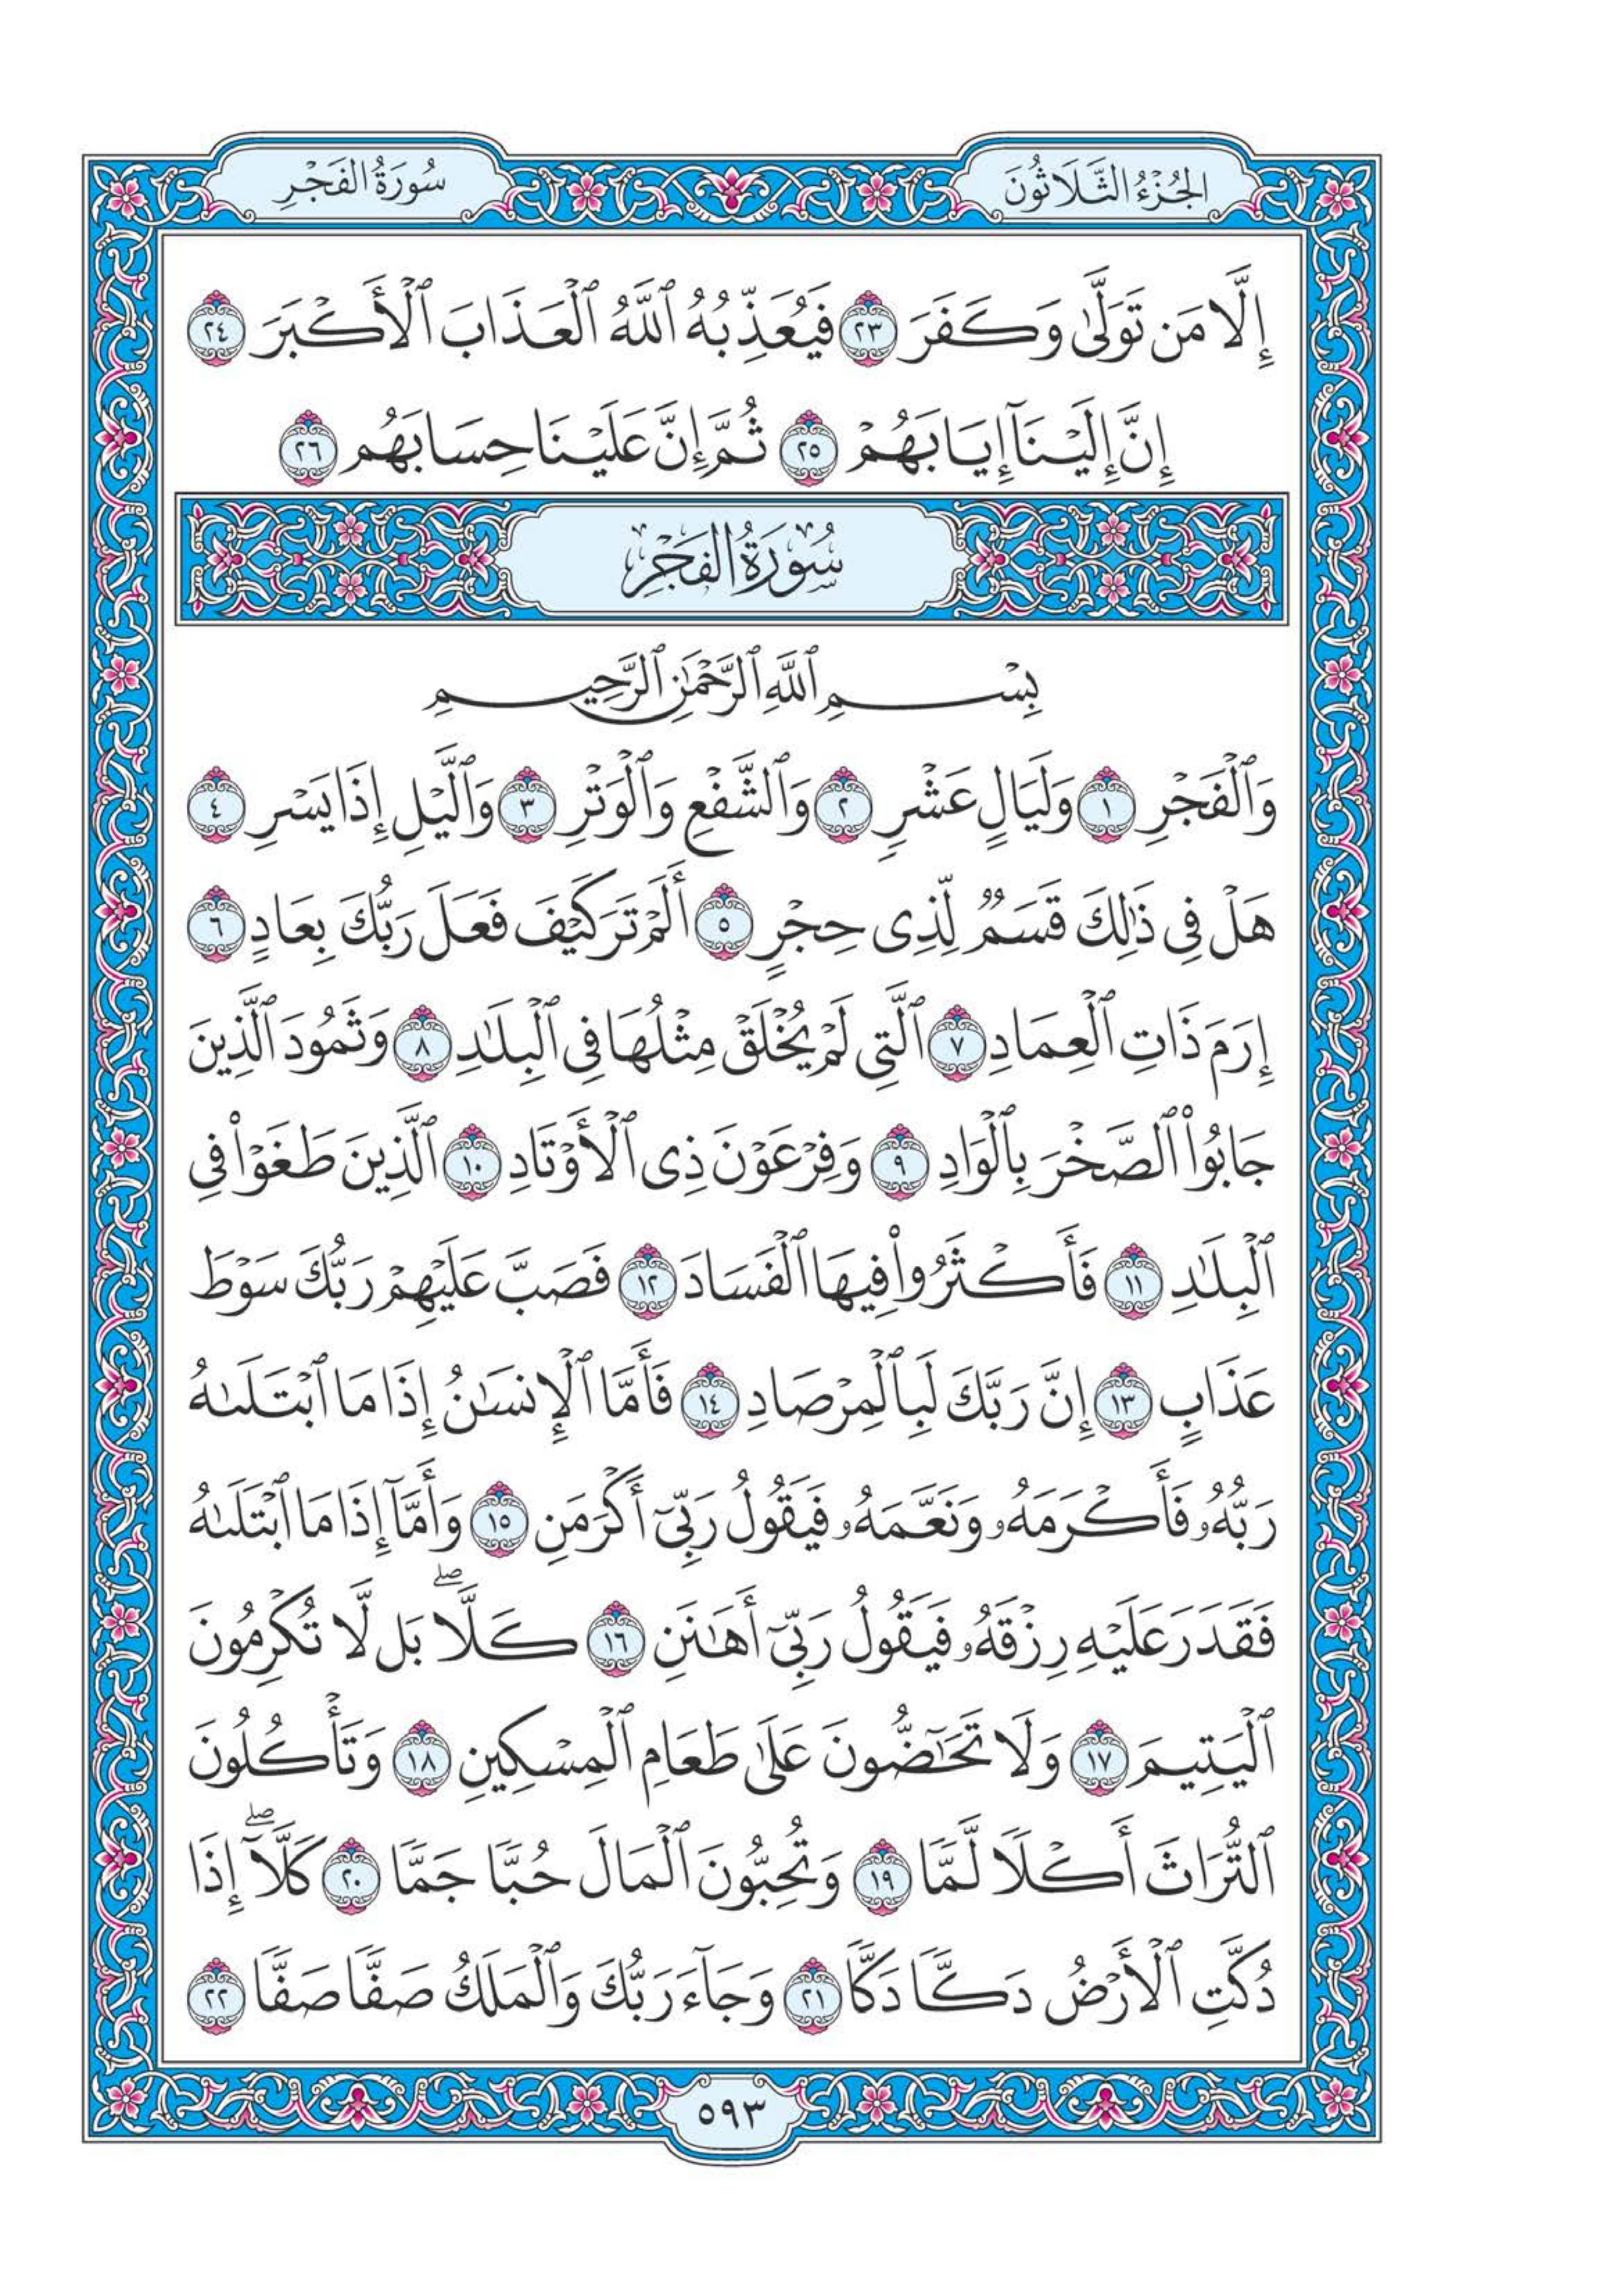 الجُزْءُ الثَّلَاثُونَ
سُورَةُ الفَجْرِ
إِلَّا مَن تَوَلَّىٰ وَكَفَرَ ٢٣ فَيُعَذِّبُهُ ٱللَّهُ ٱلْعَذَابَ ٱلْأَكْبَرَ ٢٤
إِنَّ إِلَيْنَآ إِيَابَهُمْ ٢٥ ثُمَّ إِنَّ عَلَيْنَا حِسَابَهُم ٢٦
سُورَةُ الفَجْرِ
بِسْمِ ٱللَّهِ ٱلرَّحْمَٰنِ ٱلرَّحِيمِ
وَٱلْفَجْرِ ١ وَلَيَالٍ عَشْرٍ ٢ وَٱلشَّفْعِ وَٱلْوَتْرِ ٣ وَٱلَّيْلِ إِذَا يَسْرِ ٤
هَلْ فِى ذَٰلِكَ قَسَمٌ لِّذِى حِجْرٍ ٥ أَلَمْ تَرَ كَيْفَ فَعَلَ رَبُّكَ بِعَادٍ ٦
إِرَمَ ذَاتِ ٱلْعِمَادِ ٧ ٱلَّتِى لَمْ يُخْلَقْ مِثْلُهَا فِى ٱلْبِلَٰدِ ٨ وَثَمُودَ ٱلَّذِينَ
جَابُوا۟ ٱلصَّخْرَ بِٱلْوَادِ ٩ وَفِرْعَوْنَ ذِى ٱلْأَوْتَادِ ١٠ ٱلَّذِينَ طَغَوْا۟ فِى
ٱلْبِلَٰدِ ١١ فَأَكْثَرُوا۟ فِيهَا ٱلْفَسَادَ ١٢ فَصَبَّ عَلَيْهِمْ رَبُّكَ سَوْطَ
عَذَابٍ ١٣ إِنَّ رَبَّكَ لَبِٱلْمِرْصَادِ ١٤ فَأَمَّا ٱلْإِنسَٰنُ إِذَا مَا ٱبْتَلَىٰهُ
رَبُّهُۥ فَأَكْرَمَهُۥ وَنَعَّمَهُۥ فَيَقُولُ رَبِّىٓ أَكْرَمَنِ ١٥ وَأَمَّآ إِذَا مَا ٱبْتَلَىٰهُ
فَقَدَرَ عَلَيْهِ رِزْقَهُۥ فَيَقُولُ رَبِّىٓ أَهَٰنَنِ ١٦ كَلَّا ۖ بَل لَّا تُكْرِمُونَ
ٱلْيَتِيمَ ١٧ وَلَا تَحَٰٓضُّونَ عَلَىٰ طَعَامِ ٱلْمِسْكِينِ ١٨ وَتَأْكُلُونَ
ٱلتُّرَاثَ أَكْلًا لَّمًّا ١٩ وَتُحِبُّونَ ٱلْمَالَ حُبًّا جَمًّا ٢٠ كَلَّآ ۖ إِذَا
دُكَّتِ ٱلْأَرْضُ دَكًّا دَكًّا ٢١ وَجَآءَ رَبُّكَ وَٱلْمَلَكُ صَفًّا صَفًّا ٢٢
٥٩٣